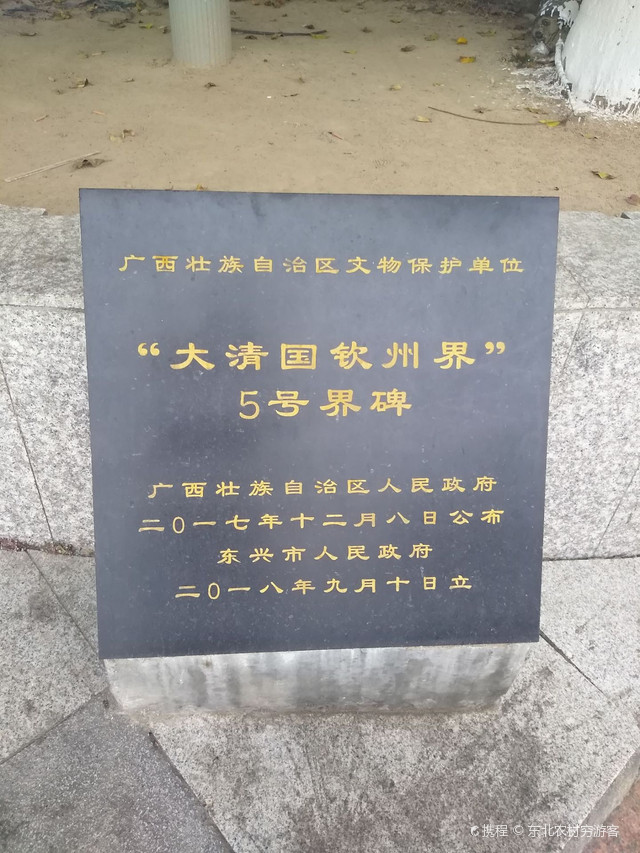 广西壮族自治区文物保护单位
“大清国钦州界”
5号界碑
广西壮族自治区人民政府
二0一七年十二月八日公布
东兴市人民政府
二0一八年九月十日立
携程 © 东北农村穷游客